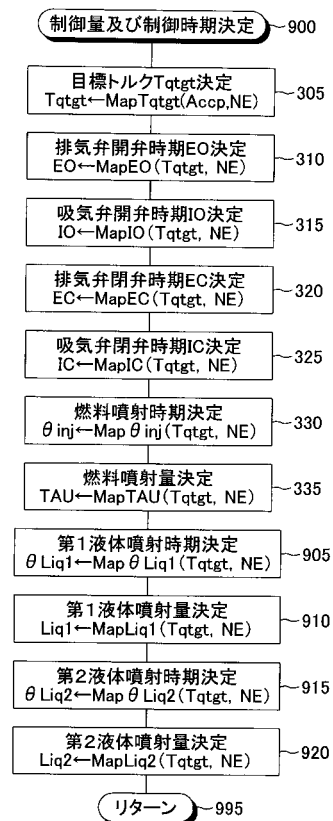 制御量及び制御時期決定 900
目標トルクTqtgt決定
Tqtgt←MapTqtgt(Accp,NE) 305
排気弁開弁時期EO決定
EO←MapEO(Tqtgt, NE) 310
吸気弁開弁時期IO決定
IO←MapIO(Tqtgt, NE) 315
排気弁閉弁時期EC決定
EC←MapEC(Tqtgt, NE) 320
吸気弁閉弁時期IC決定
IC←MapIC(Tqtgt, NE) 325
燃料噴射時期決定
θinj←Mapθinj(Tqtgt, NE) 330
燃料噴射量決定
TAU←MapTAU(Tqtgt, NE) 335
第1液体噴射時期決定
θLiq1←MapθLiq1(Tqtgt, NE) 905
第1液体噴射量決定
Liq1←MapLiq1(Tqtgt, NE) 910
第2液体噴射時期決定
θLiq2←MapθLiq2(Tqtgt, NE) 915
第2液体噴射量決定
Liq2←MapLiq2(Tqtgt, NE) 920
リターン 995